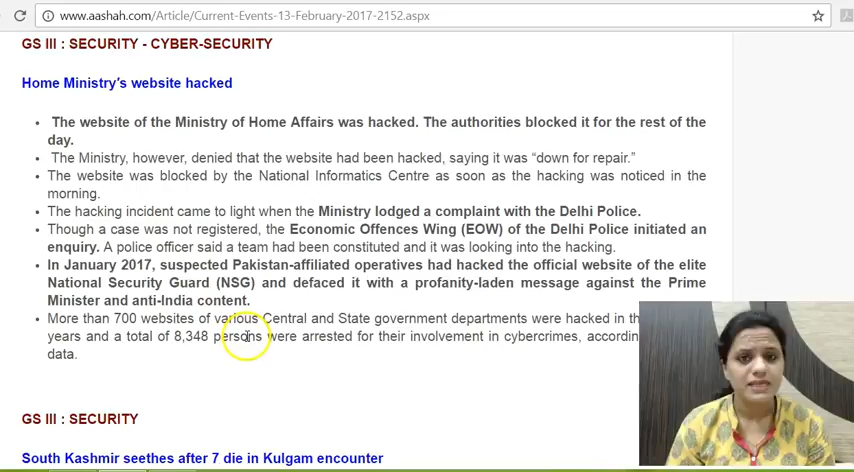 www.aashah.com/Article/Current-Events-13-February-2017-2152.aspx
GS III : SECURITY - CYBER-SECURITY
Home Ministry's website hacked
• The website of the Ministry of Home Affairs was hacked. The authorities blocked it for the rest of the
day.
• The Ministry, however, denied that the website had been hacked, saying it was “down for repair.”
• The website was blocked by the National Informatics Centre as soon as the hacking was noticed in the
morning.
• The hacking incident came to light when the Ministry lodged a complaint with the Delhi Police.
• Though a case was not registered, the Economic Offences Wing (EOW) of the Delhi Police initiated an
enquiry. A police officer said a team had been constituted and it was looking into the hacking.
• In January 2017, suspected Pakistan-affiliated operatives had hacked the official website of the elite
National Security Guard (NSG) and defaced it with a profanity-laden message against the Prime
Minister and anti-India content.
• More than 700 websites of various Central and State government departments were hacked in th
years and a total of 8,348 persons were arrested for their involvement in cybercrimes, accordin
data.
GS III : SECURITY
South Kashmir seethes after 7 die in Kulgam encounter